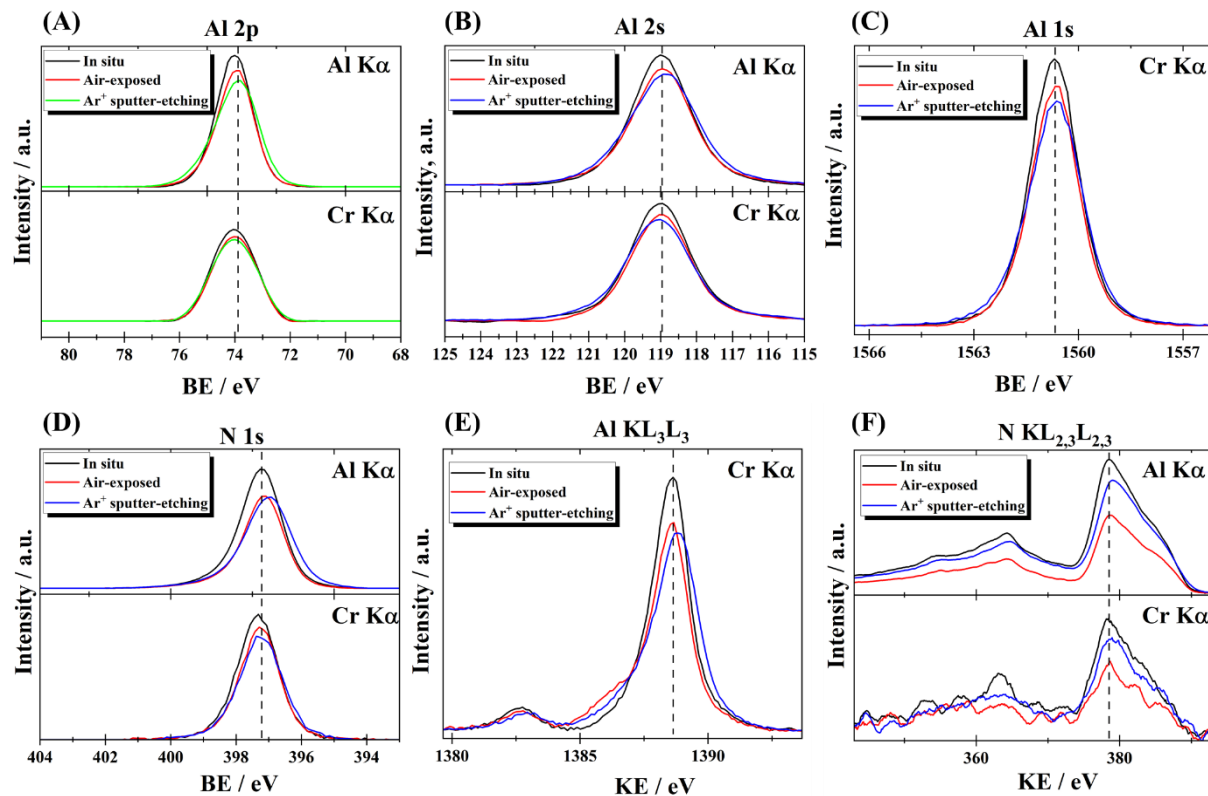 (A)
Al 2p
In situ
Air-exposed
Ar⁺ sputter-etching
Al Kα
Cr Kα
Intensity / a.u.
80 78 76 74 72 70 68
BE / eV
(B)
Al 2s
In situ
Air-exposed
Ar⁺ sputter-etching
Al Kα
Cr Kα
Intensity, a.u.
125 124 123 122 121 120 119 118 117 116 115
BE / eV
(C)
Al 1s
In situ
Air-exposed
Ar⁺ sputter-etching
Cr Kα
Intensity / a.u.
1566 1563 1560 1557
BE / eV
(D)
N 1s
In situ
Air-exposed
Ar⁺ sputter-etching
Al Kα
Cr Kα
Intensity / a.u.
404 402 400 398 396 394
BE / eV
(E)
Al KL₃L₃
In situ
Air-exposed
Ar⁺ sputter-etching
Cr Kα
Intensity / a.u.
1380 1385 1390
KE / eV
(F)
N KL₂,₃L₂,₃
In situ
Air-exposed
Ar⁺ sputter-etching
Al Kα
Cr Kα
Intensity / a.u.
360 380
KE / eV